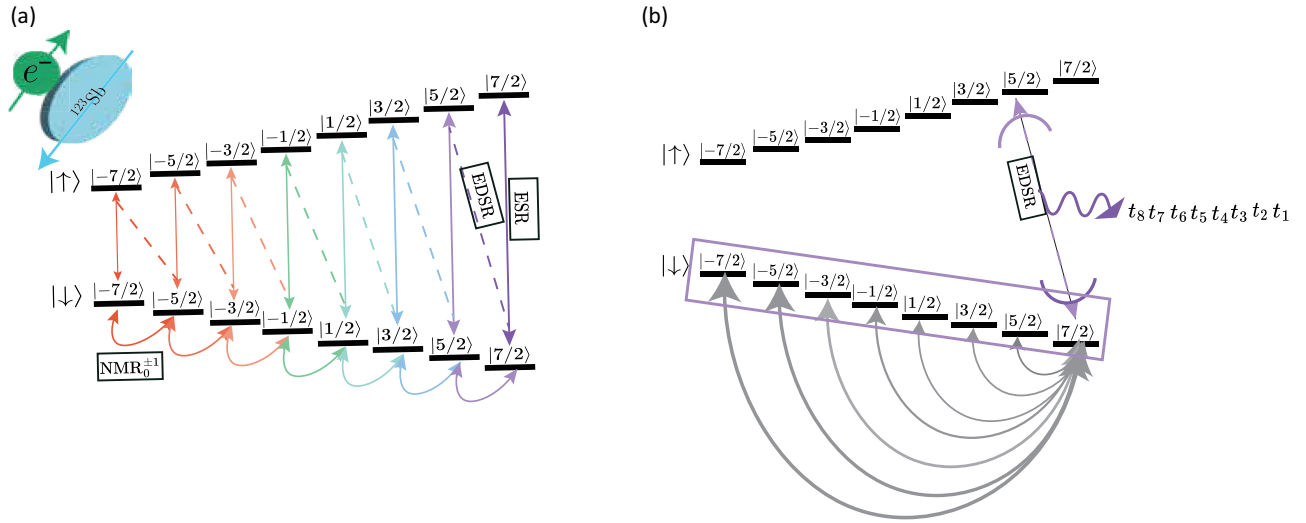 (a)
e⁻
¹²³Sb
|↑⟩
|−7/2⟩ |−5/2⟩ |−3/2⟩ |−1/2⟩ |1/2⟩ |3/2⟩ |5/2⟩ |7/2⟩
EDSR
ESR
|↓⟩
|−7/2⟩ |−5/2⟩ |−3/2⟩ |−1/2⟩ |1/2⟩ |3/2⟩ |5/2⟩ |7/2⟩
NMR₀^{±1}
(b)
|↑⟩
|−7/2⟩ |−5/2⟩ |−3/2⟩ |−1/2⟩ |1/2⟩ |3/2⟩ |5/2⟩ |7/2⟩
EDSR
t₈ t₇ t₆ t₅ t₄ t₃ t₂ t₁
|↓⟩
|−7/2⟩ |−5/2⟩ |−3/2⟩ |−1/2⟩ |1/2⟩ |3/2⟩ |5/2⟩ |7/2⟩